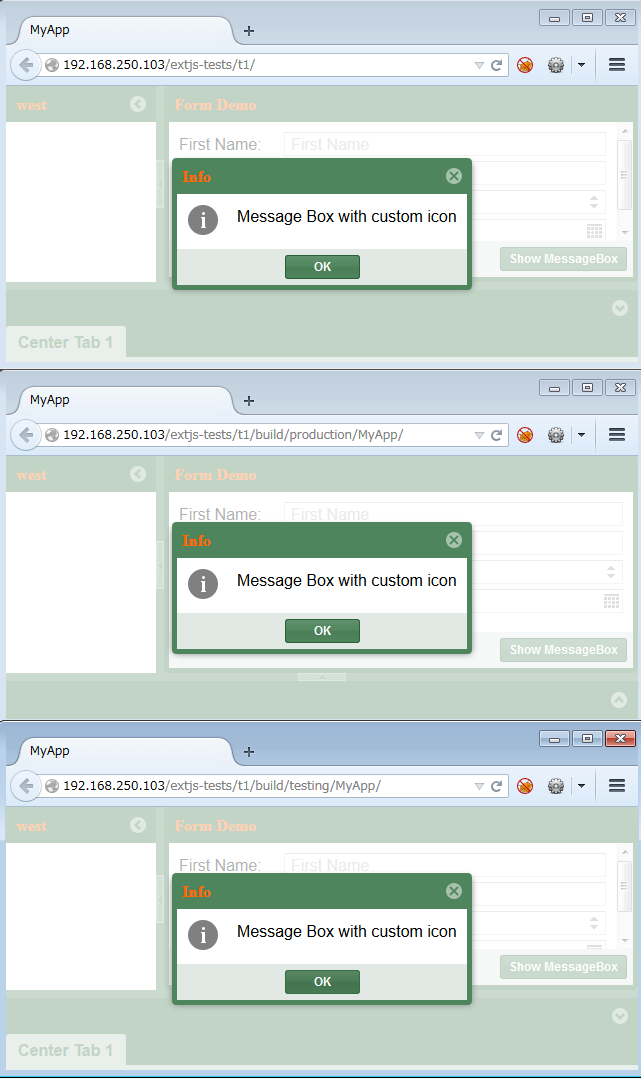 MyApp
192.168.250.103/extjs-tests/t1/
west
Form Demo
First Name:
First Name
Info
Message Box with custom icon
OK
Show MessageBox
Center Tab 1
MyApp
192.168.250.103/extjs-tests/t1/build/production/MyApp/
west
Form Demo
First Name:
First Name
Info
Message Box with custom icon
OK
Show MessageBox
MyApp
192.168.250.103/extjs-tests/t1/build/testing/MyApp/
west
Form Demo
First Name:
First Name
Info
Message Box with custom icon
OK
Show MessageBox
Center Tab 1